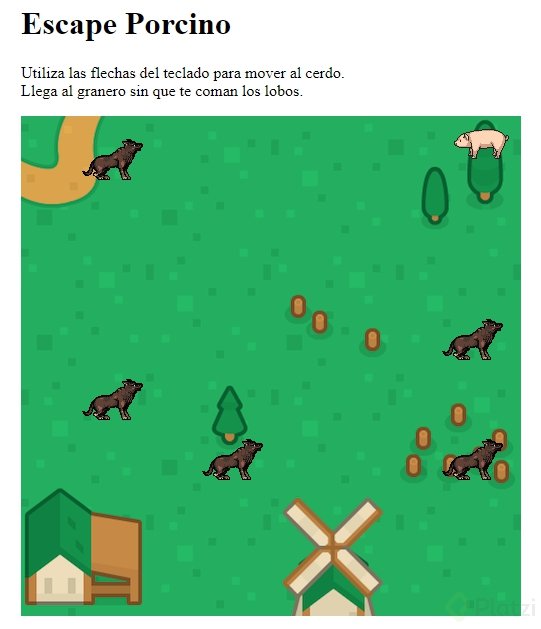 Escape Porcino
Utiliza las flechas del teclado para mover al cerdo.
Llega al granero sin que te coman los lobos.
Platzi